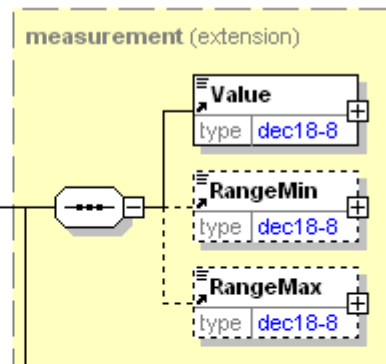 measurement (extension)
Value
type dec18-8
RangeMin
type dec18-8
RangeMax
type dec18-8